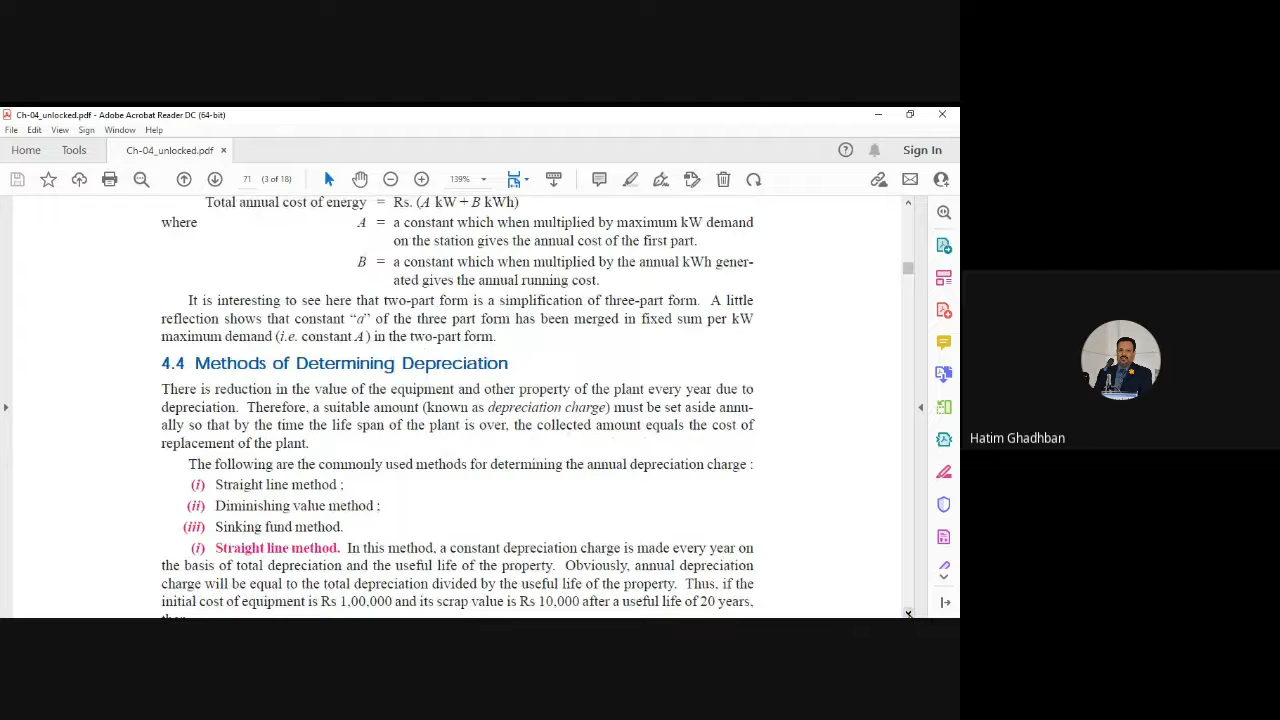 Ch-04_unlocked.pdf - Adobe Acrobat Reader DC (64-bit)
File Edit View Sign Window Help
Home Tools Ch-04_unlocked.pdf × Sign In
71 (3 of 18) 139%
Total annual cost of energy = Rs. (A kW + B kWh)
where A = a constant which when multiplied by maximum kW demand
on the station gives the annual cost of the first part.
B = a constant which when multiplied by the annual kWh gener-
ated gives the annual running cost.
It is interesting to see here that two-part form is a simplification of three-part form. A little
reflection shows that constant “a” of the three part form has been merged in fixed sum per kW
maximum demand (i.e. constant A) in the two-part form.
4.4 Methods of Determining Depreciation
There is reduction in the value of the equipment and other property of the plant every year due to
depreciation. Therefore, a suitable amount (known as depreciation charge) must be set aside annu-
ally so that by the time the life span of the plant is over, the collected amount equals the cost of
replacement of the plant.
The following are the commonly used methods for determining the annual depreciation charge :
(i) Straight line method ;
(ii) Diminishing value method ;
(iii) Sinking fund method.
(i) Straight line method. In this method, a constant depreciation charge is made every year on
the basis of total depreciation and the useful life of the property. Obviously, annual depreciation
charge will be equal to the total depreciation divided by the useful life of the property. Thus, if the
initial cost of equipment is Rs 1,00,000 and its scrap value is Rs 10,000 after a useful life of 20 years,
Hatim Ghadhban